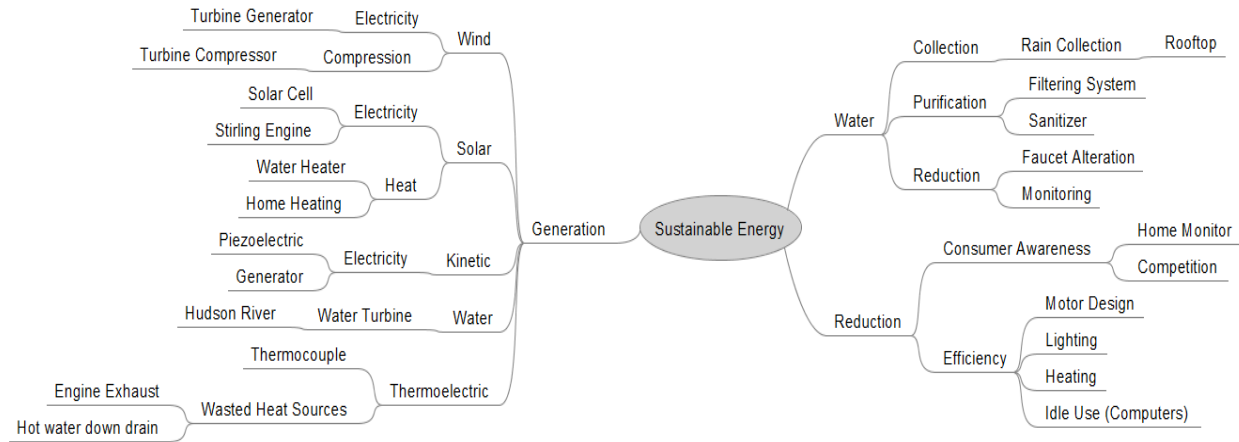 Sustainable Energy
Generation
Wind
Electricity
Turbine Generator
Compression
Turbine Compressor
Solar
Electricity
Solar Cell
Stirling Engine
Heat
Water Heater
Home Heating
Kinetic
Electricity
Piezoelectric
Generator
Water
Water Turbine
Hudson River
Thermoelectric
Thermocouple
Wasted Heat Sources
Engine Exhaust
Hot water down drain
Water
Collection
Rain Collection
Rooftop
Purification
Filtering System
Sanitizer
Reduction
Faucet Alteration
Monitoring
Reduction
Consumer Awareness
Home Monitor
Competition
Efficiency
Motor Design
Lighting
Heating
Idle Use (Computers)